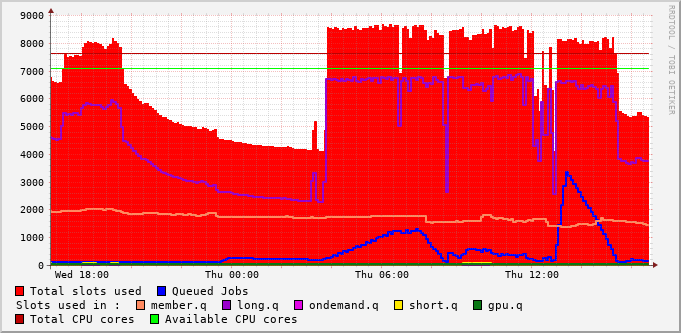 9000
8000
7000
6000
5000
4000
3000
2000
1000
0
Wed 18:00 Thu 00:00 Thu 06:00 Thu 12:00
RRDTOOL / TOBI OETIKER
Total slots used Queued Jobs
Slots used in : member.q long.q ondemand.q short.q gpu.q
Total CPU cores Available CPU cores